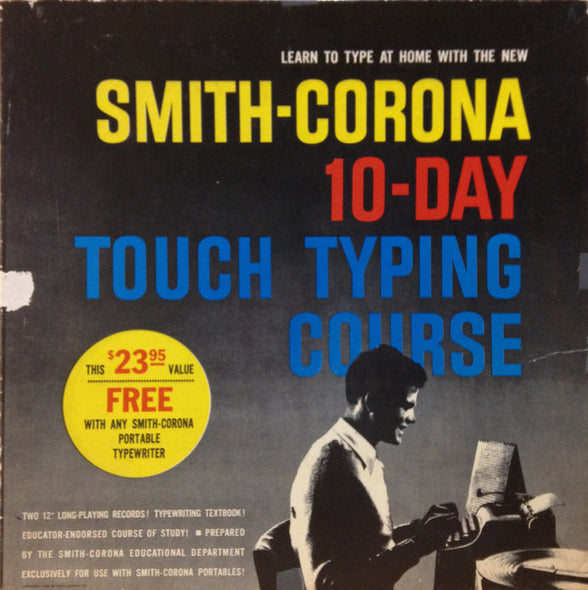 LEARN TO TYPE AT HOME WITH THE NEW
SMITH-CORONA
10-DAY
TOUCH TYPING
COURSE
THIS $23.95 VALUE
FREE
WITH ANY SMITH-CORONA
PORTABLE
TYPEWRITER
TWO 12" LONG-PLAYING RECORDS! TYPEWRITING TEXTBOOK!
EDUCATOR-ENDORSED COURSE OF STUDY! ■ PREPARED
BY THE SMITH-CORONA EDUCATIONAL DEPARTMENT
EXCLUSIVELY FOR USE WITH SMITH-CORONA PORTABLES!